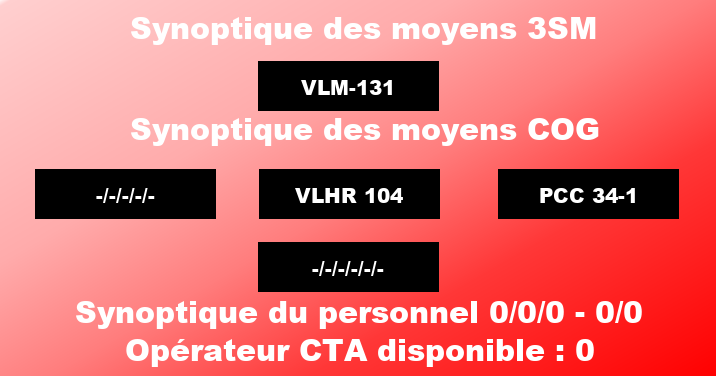 Synoptique des moyens 3SM
VLM-131
Synoptique des moyens COG
-/-/-/-/-
VLHR 104
PCC 34-1
-/-/-/-/-/-
Synoptique du personnel 0/0/0 - 0/0
Opérateur CTA disponible : 0